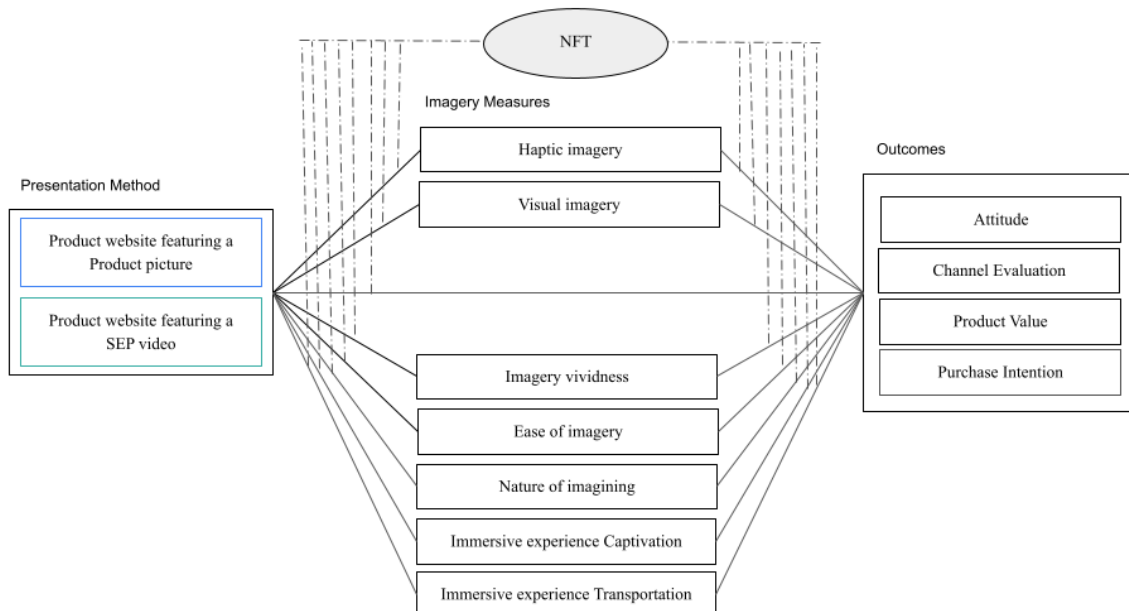 NFT
Imagery Measures
Haptic imagery
Visual imagery
Presentation Method
Product website featuring a
Product picture
Product website featuring a
SEP video
Imagery vividness
Ease of imagery
Nature of imagining
Immersive experience Captivation
Immersive experience Transportation
Outcomes
Attitude
Channel Evaluation
Product Value
Purchase Intention